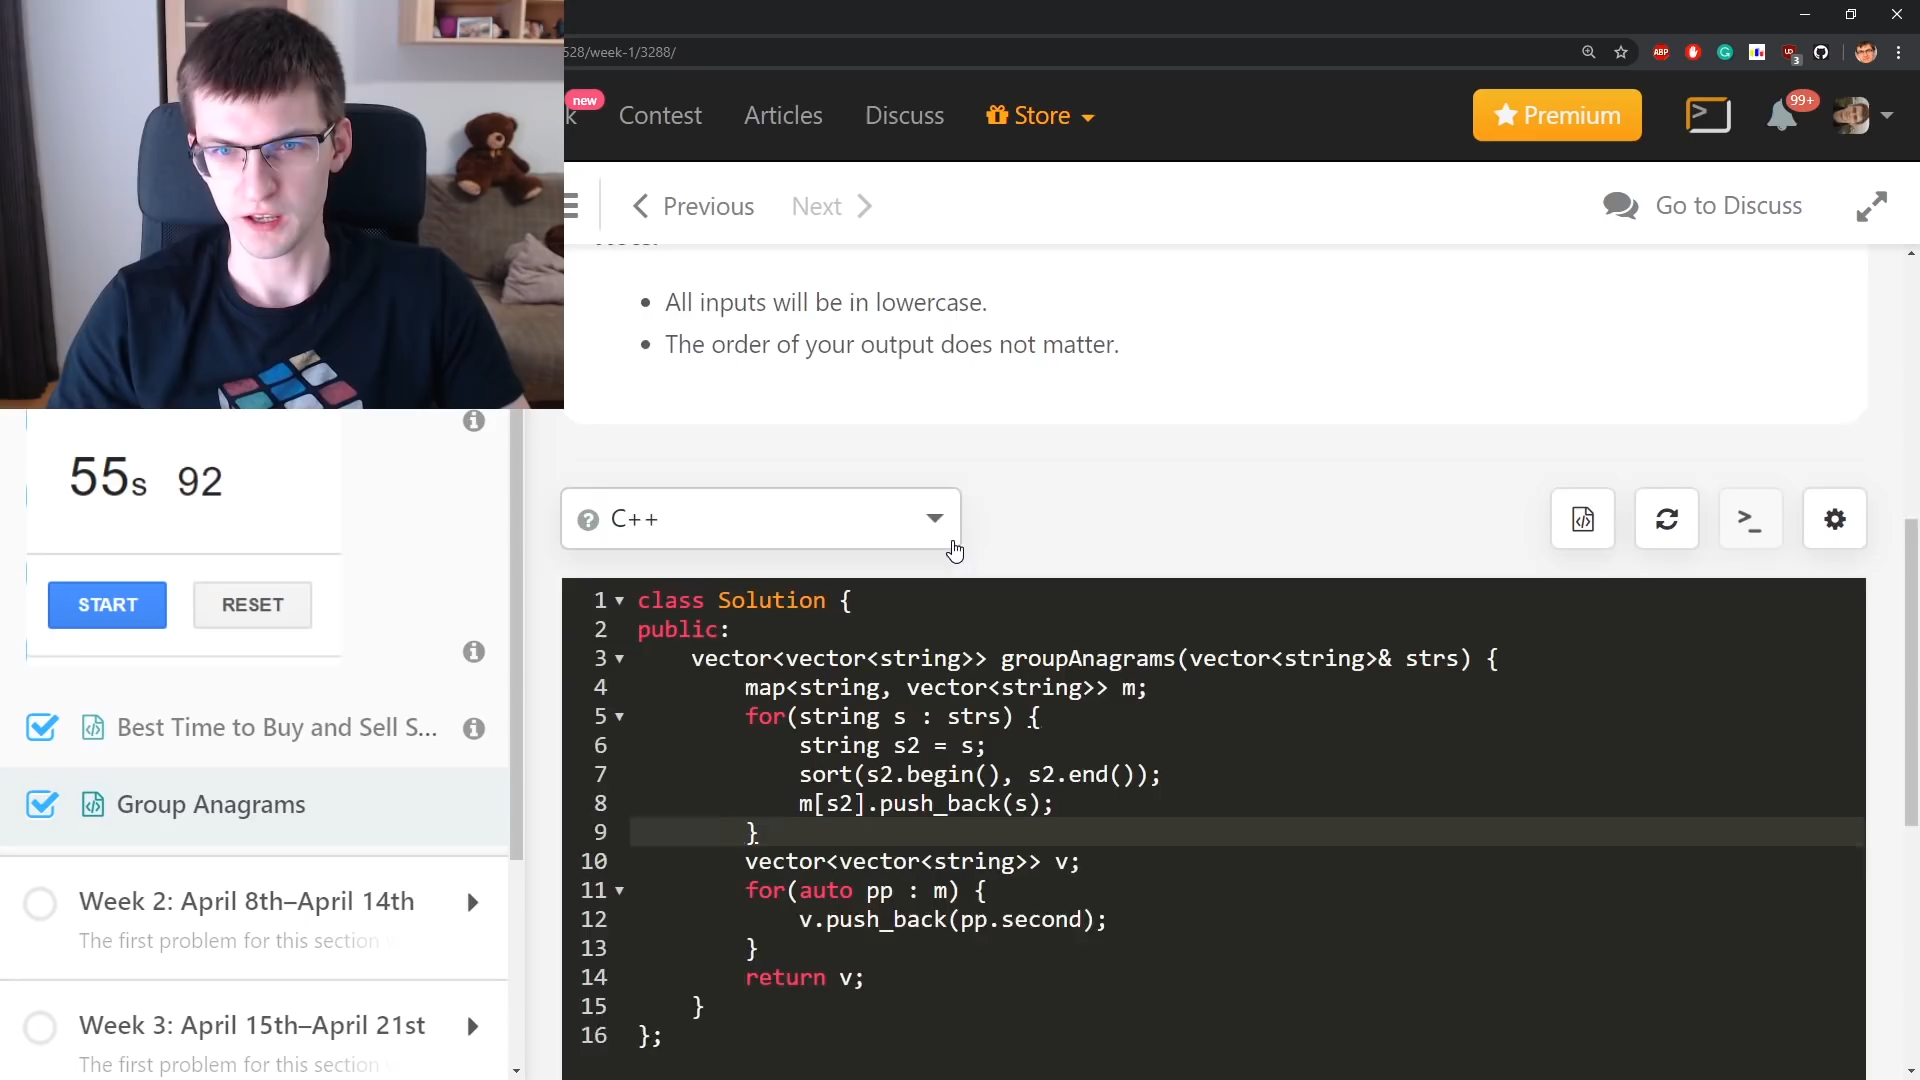 528/week-1/3288/
ABP
UD
3
k
new
Contest
Articles
Discuss
Store
Premium
99+
Previous
Next
Go to Discuss
All inputs will be in lowercase.
The order of your output does not matter.
55s 92
START
RESET
Best Time to Buy and Sell S...
Group Anagrams
Week 2: April 8th–April 14th
The first problem for this section
Week 3: April 15th–April 21st
The first problem for this section
C++
1 class Solution {
2 public:
3     vector<vector<string>> groupAnagrams(vector<string>& strs) {
4         map<string, vector<string>> m;
5         for(string s : strs) {
6             string s2 = s;
7             sort(s2.begin(), s2.end());
8             m[s2].push_back(s);
9         }
10         vector<vector<string>> v;
11         for(auto pp : m) {
12             v.push_back(pp.second);
13         }
14         return v;
15     }
16 };